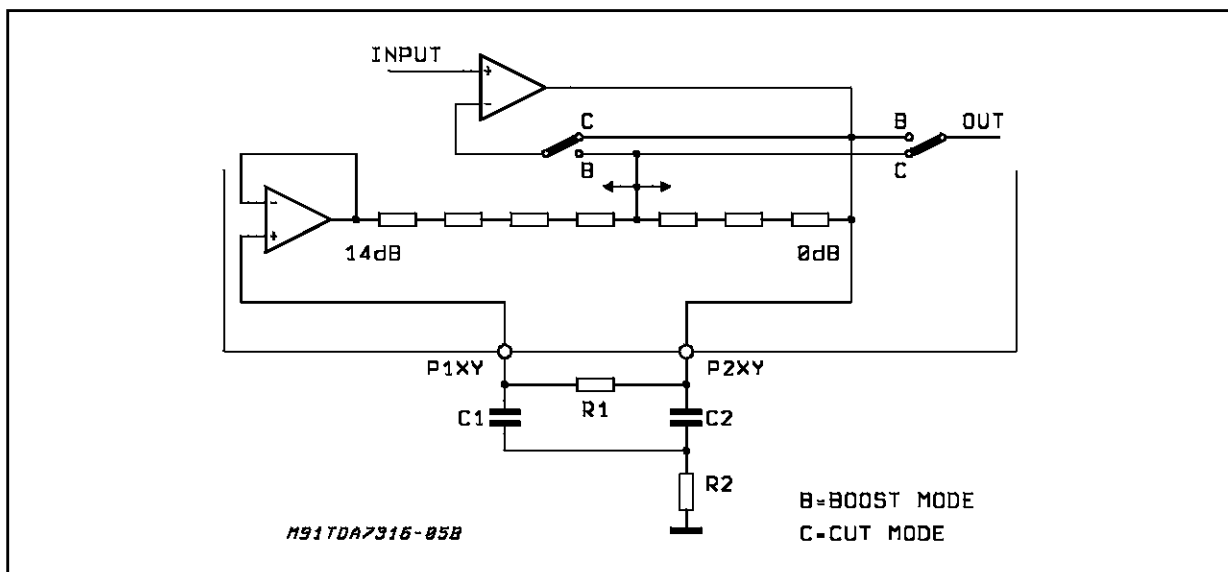 INPUT
+
-
C
B
B
OUT
C
-
+
14dB
0dB
P1XY
P2XY
R1
C1
C2
R2
B=BOOST MODE
C=CUT MODE
M91TDA7316-05B